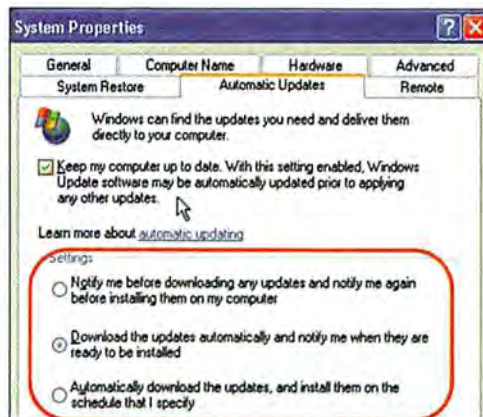 System Properties
General Computer Name Hardware Advanced
System Restore Automatic Updates Remote
Windows can find the updates you need and deliver them
directly to your computer.
Keep my computer up to date. With this setting enabled, Windows
Update software may be automatically updated prior to applying
any other updates.
Learn more about automatic updating
Settings
Notify me before downloading any updates and notify me again
before installing them on my computer
Download the updates automatically and notify me when they are
ready to be installed
Automatically download the updates, and install them on the
schedule that I specify